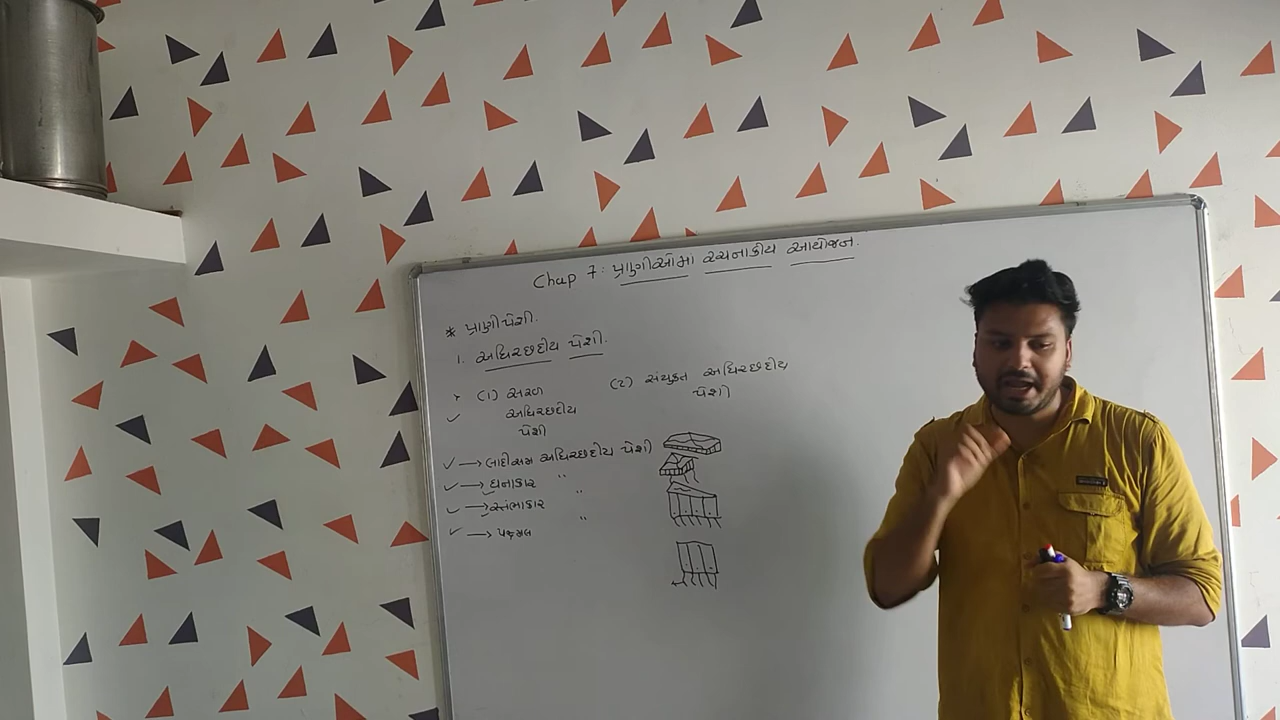 Chap 7: પ્રાણીઓમાં રચનાકીય આયોજન.
* પ્રાણીપેશી.
1. અધિચ્છદીય પેશી.
(1) સરળ અધિચ્છદીય પેશી
(2) સંયુક્ત અધિચ્છદીય પેશી
✓ → લાદીસમ અધિચ્છદીય પેશી
✓ → ઘનાકાર "
✓ → સ્તંભાકાર "
✓ → પક્ષ્મલ